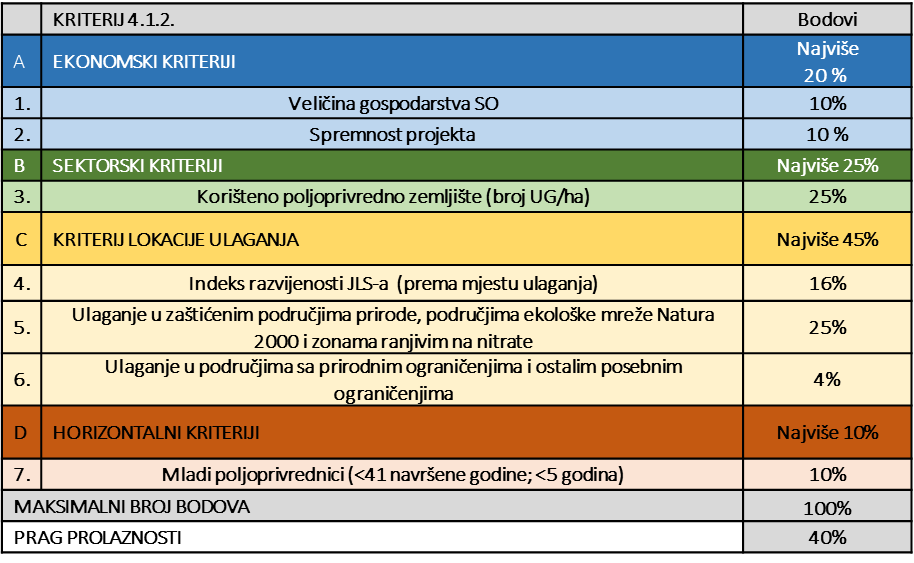 KRITERIJ 4.1.2. Bodovi
A EKONOMSKI KRITERIJI Najviše
20 %
1. Veličina gospodarstva SO 10%
2. Spremnost projekta 10 %
B SEKTORSKI KRITERIJI Najviše 25%
3. Korišteno poljoprivredno zemljište (broj UG/ha) 25%
C KRITERIJ LOKACIJE ULAGANJA Najviše 45%
4. Indeks razvijenosti JLS-a (prema mjestu ulaganja) 16%
5. Ulaganje u zaštićenim područjima prirode, područjima ekološke mreže Natura
2000 i zonama ranjivim na nitrate 25%
6. Ulaganje u područjima sa prirodnim ograničenjima i ostalim posebnim
ograničenjima 4%
D HORIZONTALNI KRITERIJI Najviše 10%
7. Mladi poljoprivrednici (<41 navršene godine; <5 godina) 10%
MAKSIMALNI BROJ BODOVA 100%
PRAG PROLAZNOSTI 40%